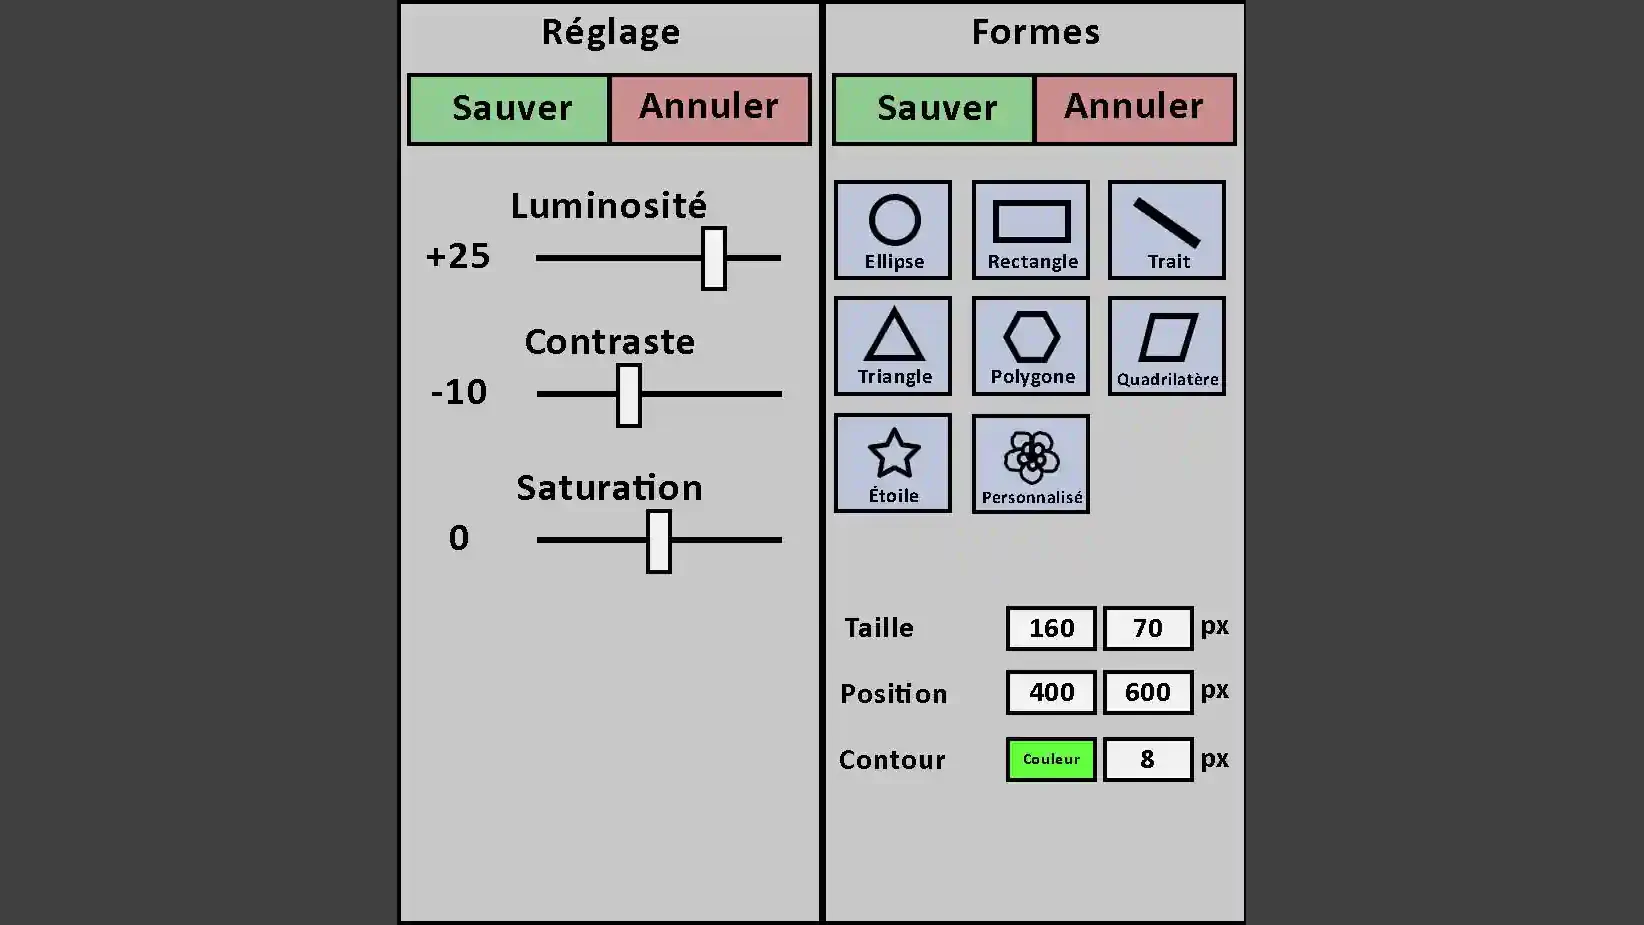 Réglage
Sauver Annuler
Luminosité
+25
Contraste
-10
Saturation
0
Formes
Sauver Annuler
Ellipse Rectangle Trait
Triangle Polygone Quadrilatère
Étoile Personnalisé
Taille 160 70 px
Position 400 600 px
Contour Couleur 8 px